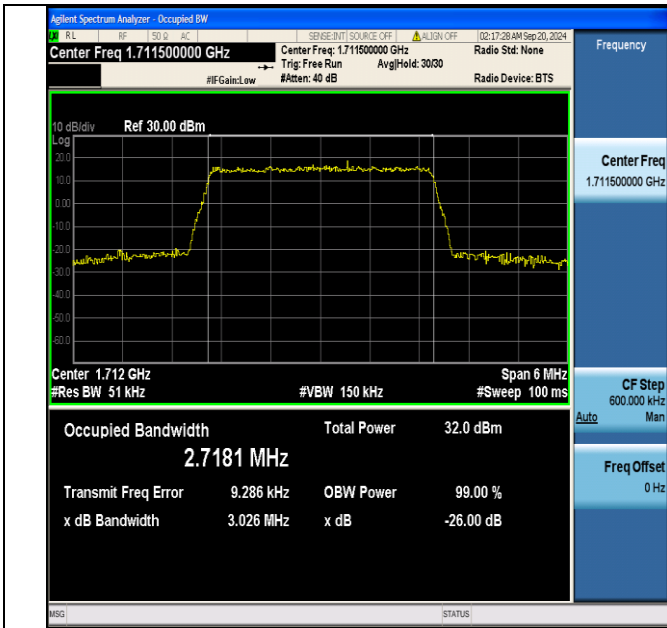 Agilent Spectrum Analyzer - Occupied BW
RL RF 50 Ω AC SENSE:INT SOURCE OFF ALIGN OFF 02:17:28 AM Sep 20, 2024
Center Freq 1.711500000 GHz
Center Freq: 1.711500000 GHz
Radio Std: None
Trig: Free Run Avg|Hold: 30/30
#IFGain:Low
#Atten: 40 dB
Radio Device: BTS
10 dB/div Ref 30.00 dBm
Log
20.0
10.0
0.00
-10.0
-20.0
-30.0
-40.0
-50.0
-60.0
Center 1.712 GHz Span 6 MHz
#Res BW 51 kHz #VBW 150 kHz #Sweep 100 ms
Occupied Bandwidth Total Power 32.0 dBm
2.7181 MHz
Transmit Freq Error 9.286 kHz OBW Power 99.00 %
x dB Bandwidth 3.026 MHz x dB -26.00 dB
MSG STATUS
Frequency
Center Freq
1.711500000 GHz
CF Step
600.000 kHz
Auto Man
Freq Offset
0 Hz